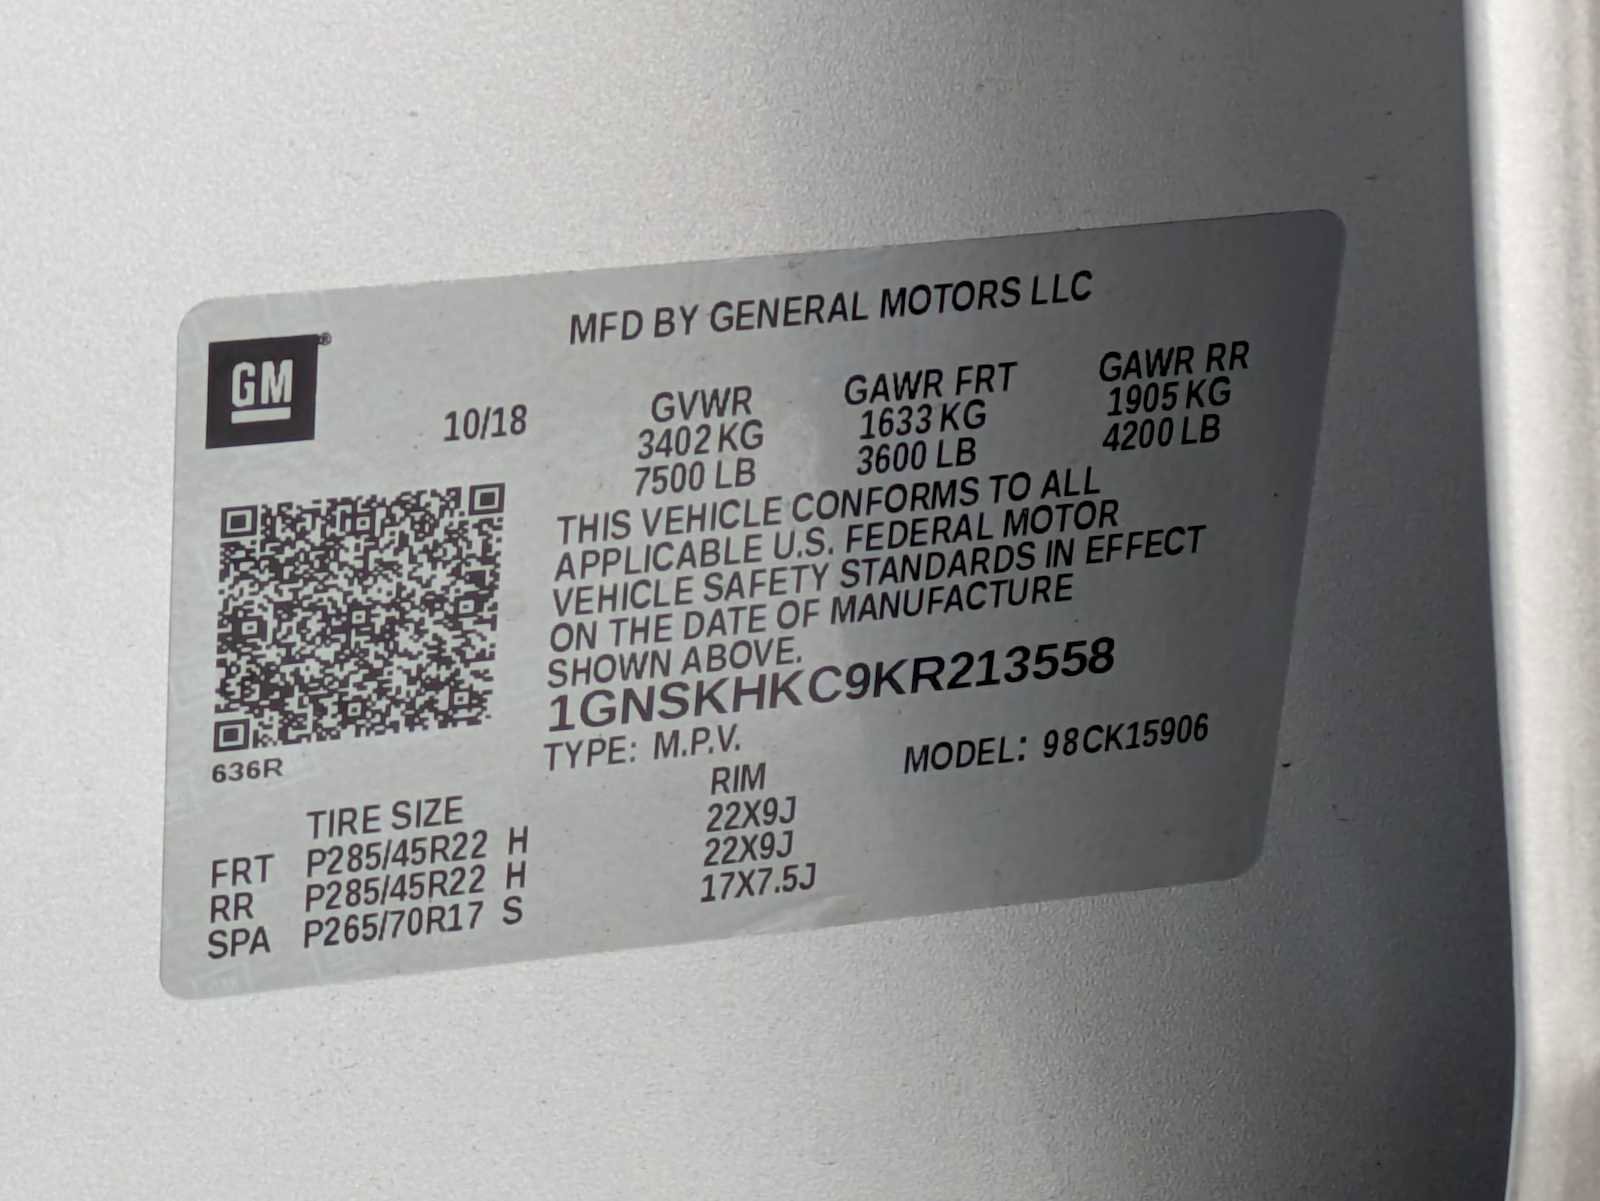 MFD BY GENERAL MOTORS LLC
GM®
10/18
GVWR GAWR FRT GAWR RR
3402 KG 1633 KG 1905 KG
7500 LB 3600 LB 4200 LB
THIS VEHICLE CONFORMS TO ALL
APPLICABLE U.S. FEDERAL MOTOR
VEHICLE SAFETY STANDARDS IN EFFECT
ON THE DATE OF MANUFACTURE
SHOWN ABOVE.
1GNSKHKC9KR213558
TYPE: M.P.V. MODEL: 98CK15906
636R
TIRE SIZE RIM
FRT P285/45R22 H 22X9J
RR P285/45R22 H 22X9J
SPA P265/70R17 S 17X7.5J